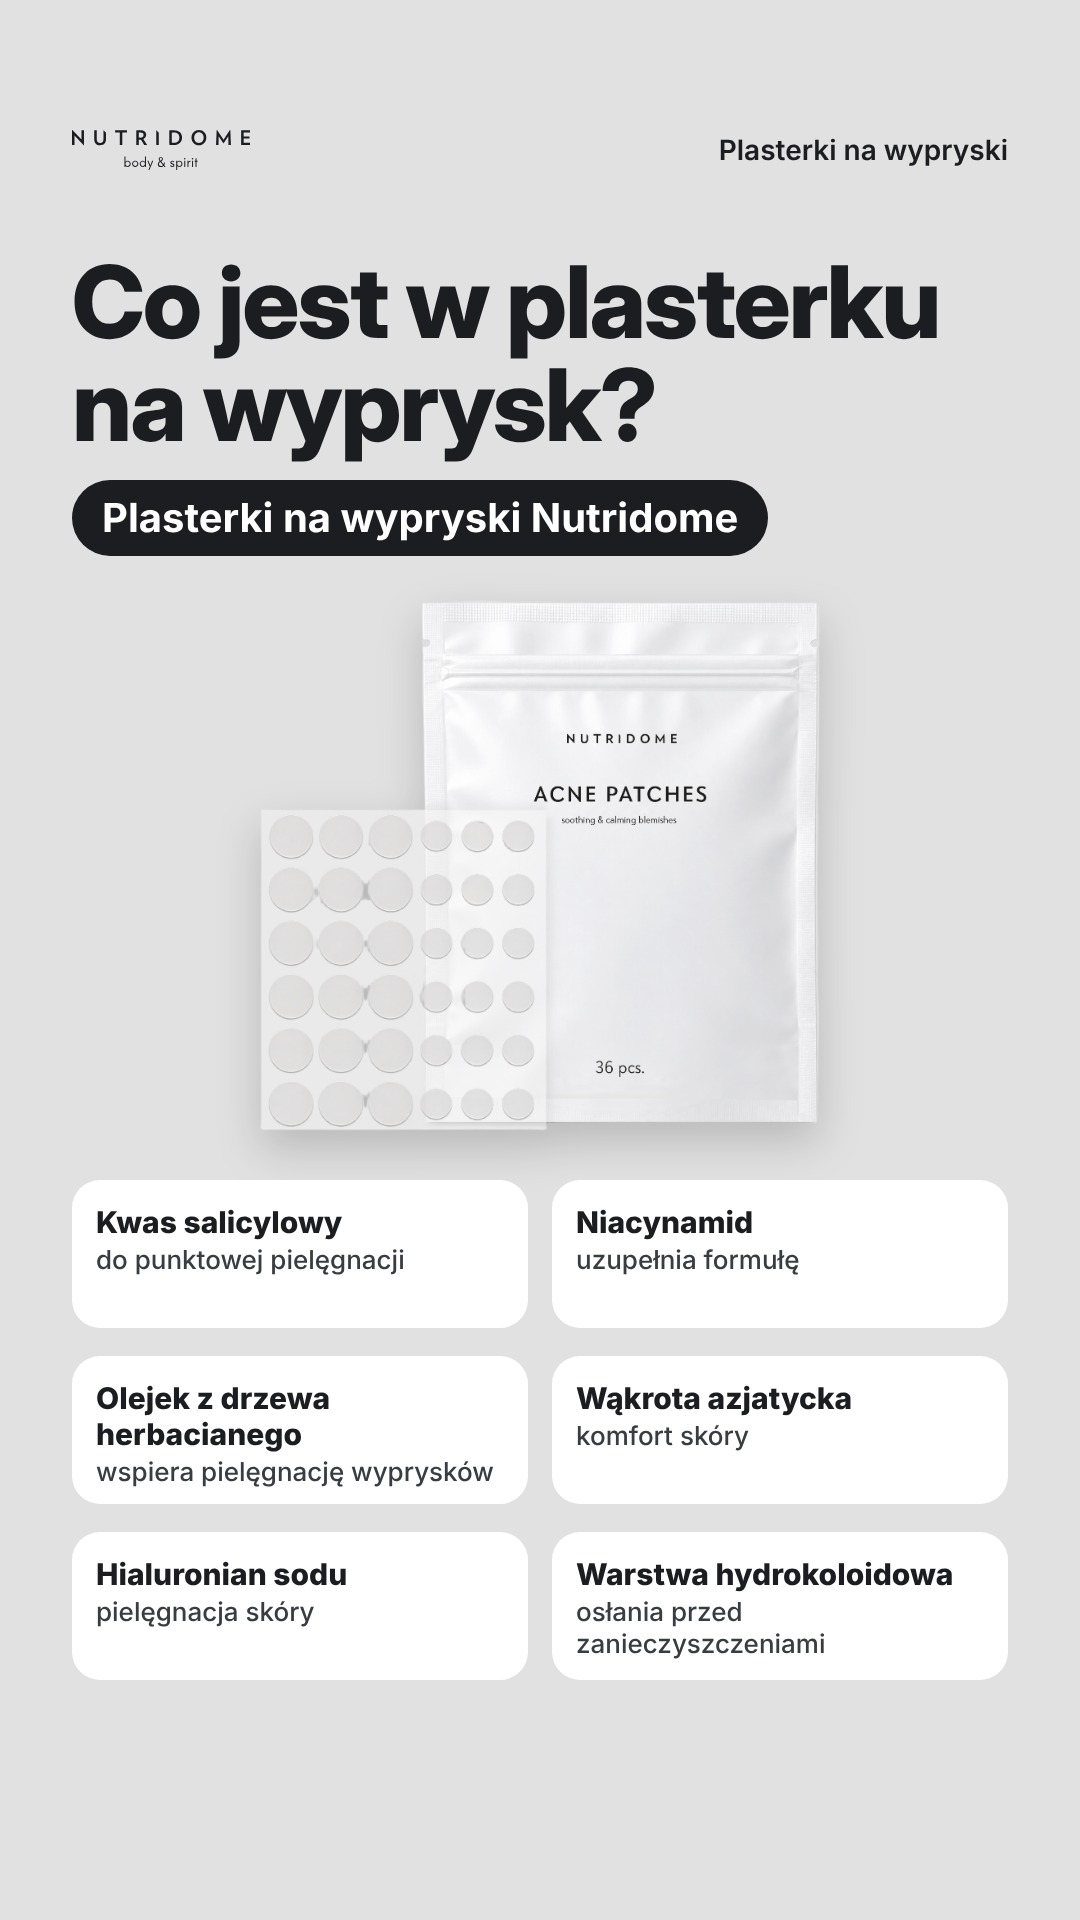 NUTRIDOME
body & spirit
Plasterki na wypryski
Co jest w plasterku
na wyprysk?
Plasterki na wypryski Nutridome
NUTRIDOME
ACNE PATCHES
soothing & calming blemishes
36 pcs.
Kwas salicylowy
do punktowej pielęgnacji
Niacynamid
uzupełnia formułę
Olejek z drzewa
herbacianego
wspiera pielęgnację wyprysków
Wąkrota azjatycka
komfort skóry
Hialuronian sodu
pielęgnacja skóry
Warstwa hydrokoloidowa
osłania przed
zanieczyszczeniami